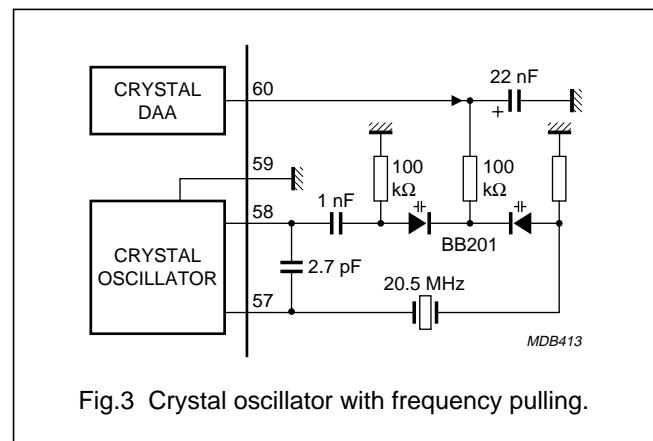 CRYSTAL
DAA
60
22 nF
+
59
100
kΩ
100
kΩ
58
1 nF
CRYSTAL
OSCILLATOR
BB201
2.7 pF
20.5 MHz
57
MDB413
Fig.3 Crystal oscillator with frequency pulling.